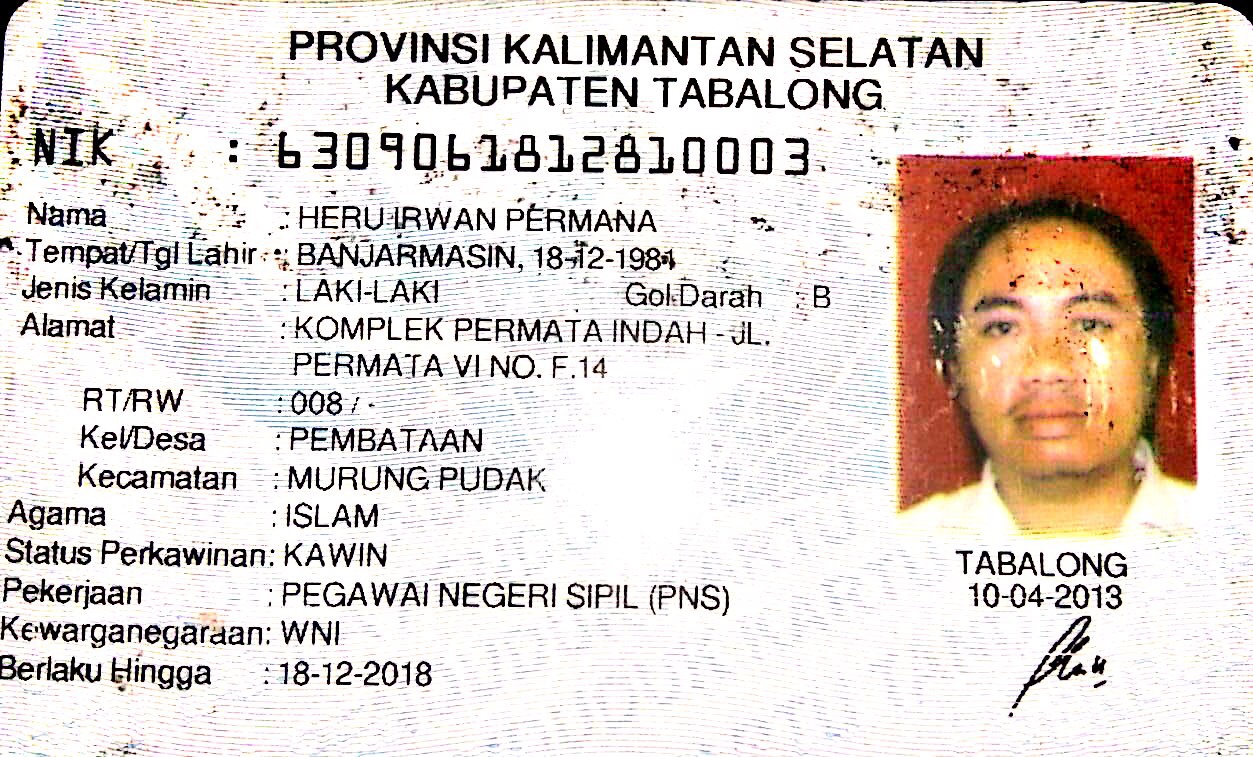 PROVINSI KALIMANTAN SELATAN
KABUPATEN TABALONG
NIK : 6309061812810003
Nama : HERU IRWAN PERMANA
Tempat/Tgl Lahir : BANJARMASIN, 18-12-1981
Jenis Kelamin : LAKI-LAKI Gol.Darah : B
Alamat : KOMPLEK PERMATA INDAH - JL.
PERMATA VI NO. F.14
RT/RW : 008 / -
Kel/Desa : PEMBATAAN
Kecamatan : MURUNG PUDAK
Agama : ISLAM
Status Perkawinan: KAWIN
Pekerjaan : PEGAWAI NEGERI SIPIL (PNS)
Kewarganegaraan: WNI
Berlaku Hingga : 18-12-2018
TABALONG
10-04-2013